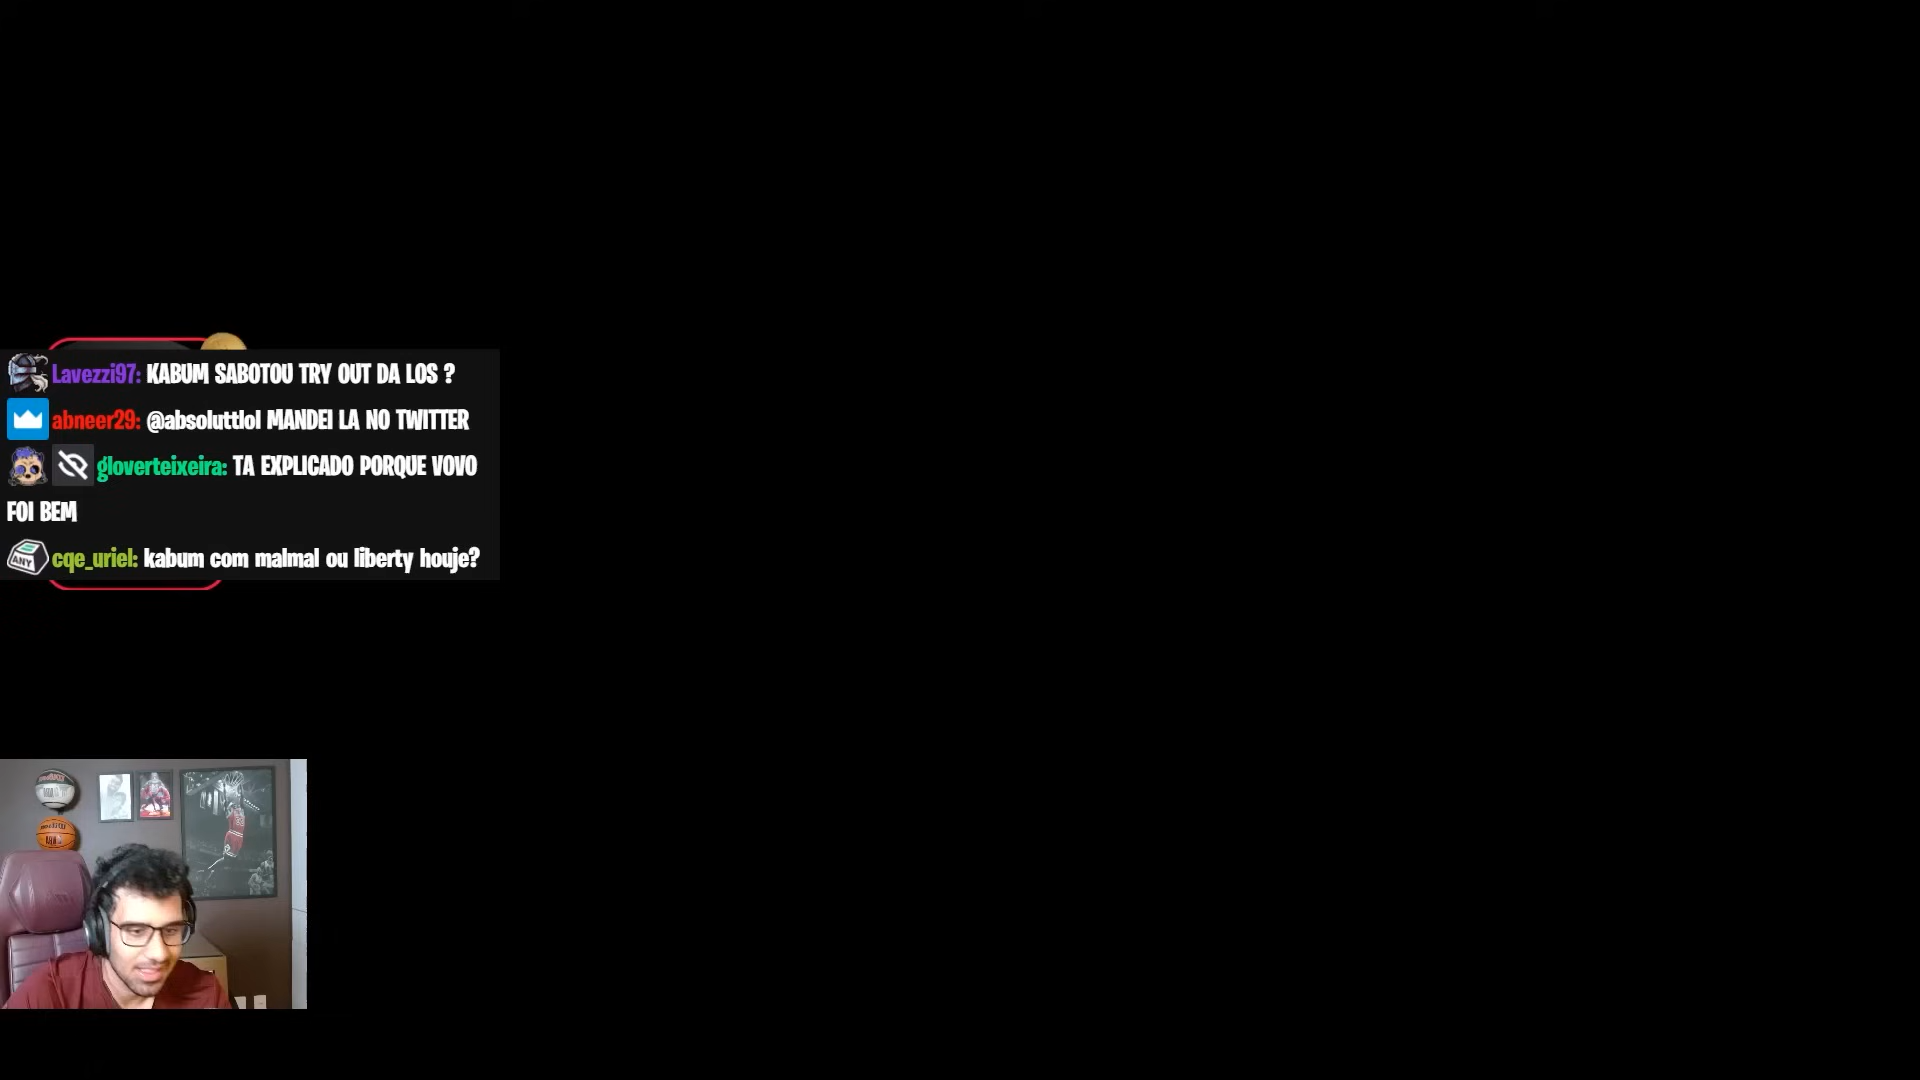 Lavezzi97: KABUM SABOTOU TRY OUT DA LOS ?
abneer29: @absoluttlol MANDEI LA NO TWITTER
gloverteixeira: TA EXPLICADO PORQUE VOVO
FOI BEM
ANY cqe_uriel: kabum com malmal ou liberty houje?